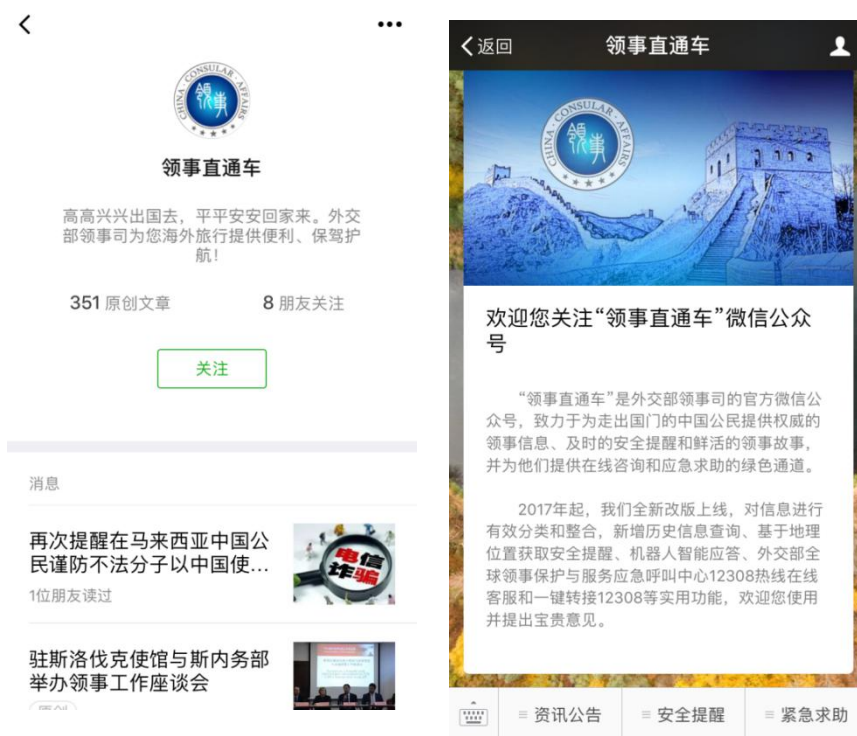 CHINA · CONSULAR · AFFAIRS
領事
领事直通车
高高兴兴出国去，平平安安回家来。外交
部领事司为您海外旅行提供便利、保驾护
航！
351 原创文章
8 朋友关注
关注
消息
再次提醒在马来西亚中国公
民谨防不法分子以中国使...
1位朋友读过
电信
诈骗
驻斯洛伐克使馆与斯内务部
举办领事工作座谈会
返回
领事直通车
CHINA · CONSULAR · AFFAIRS
領事
欢迎您关注“领事直通车”微信公众
号
“领事直通车”是外交部领事司的官方微信公
众号，致力于为走出国门的中国公民提供权威的
领事信息、及时的安全提醒和鲜活的领事故事，
并为他们提供在线咨询和应急求助的绿色通道。
2017年起，我们全新改版上线，对信息进行
有效分类和整合，新增历史信息查询、基于地理
位置获取安全提醒、机器人智能应答、外交部全
球领事保护与服务应急呼叫中心12308热线在线
客服和一键转接12308等实用功能，欢迎您使用
并提出宝贵意见。
资讯公告
安全提醒
紧急求助